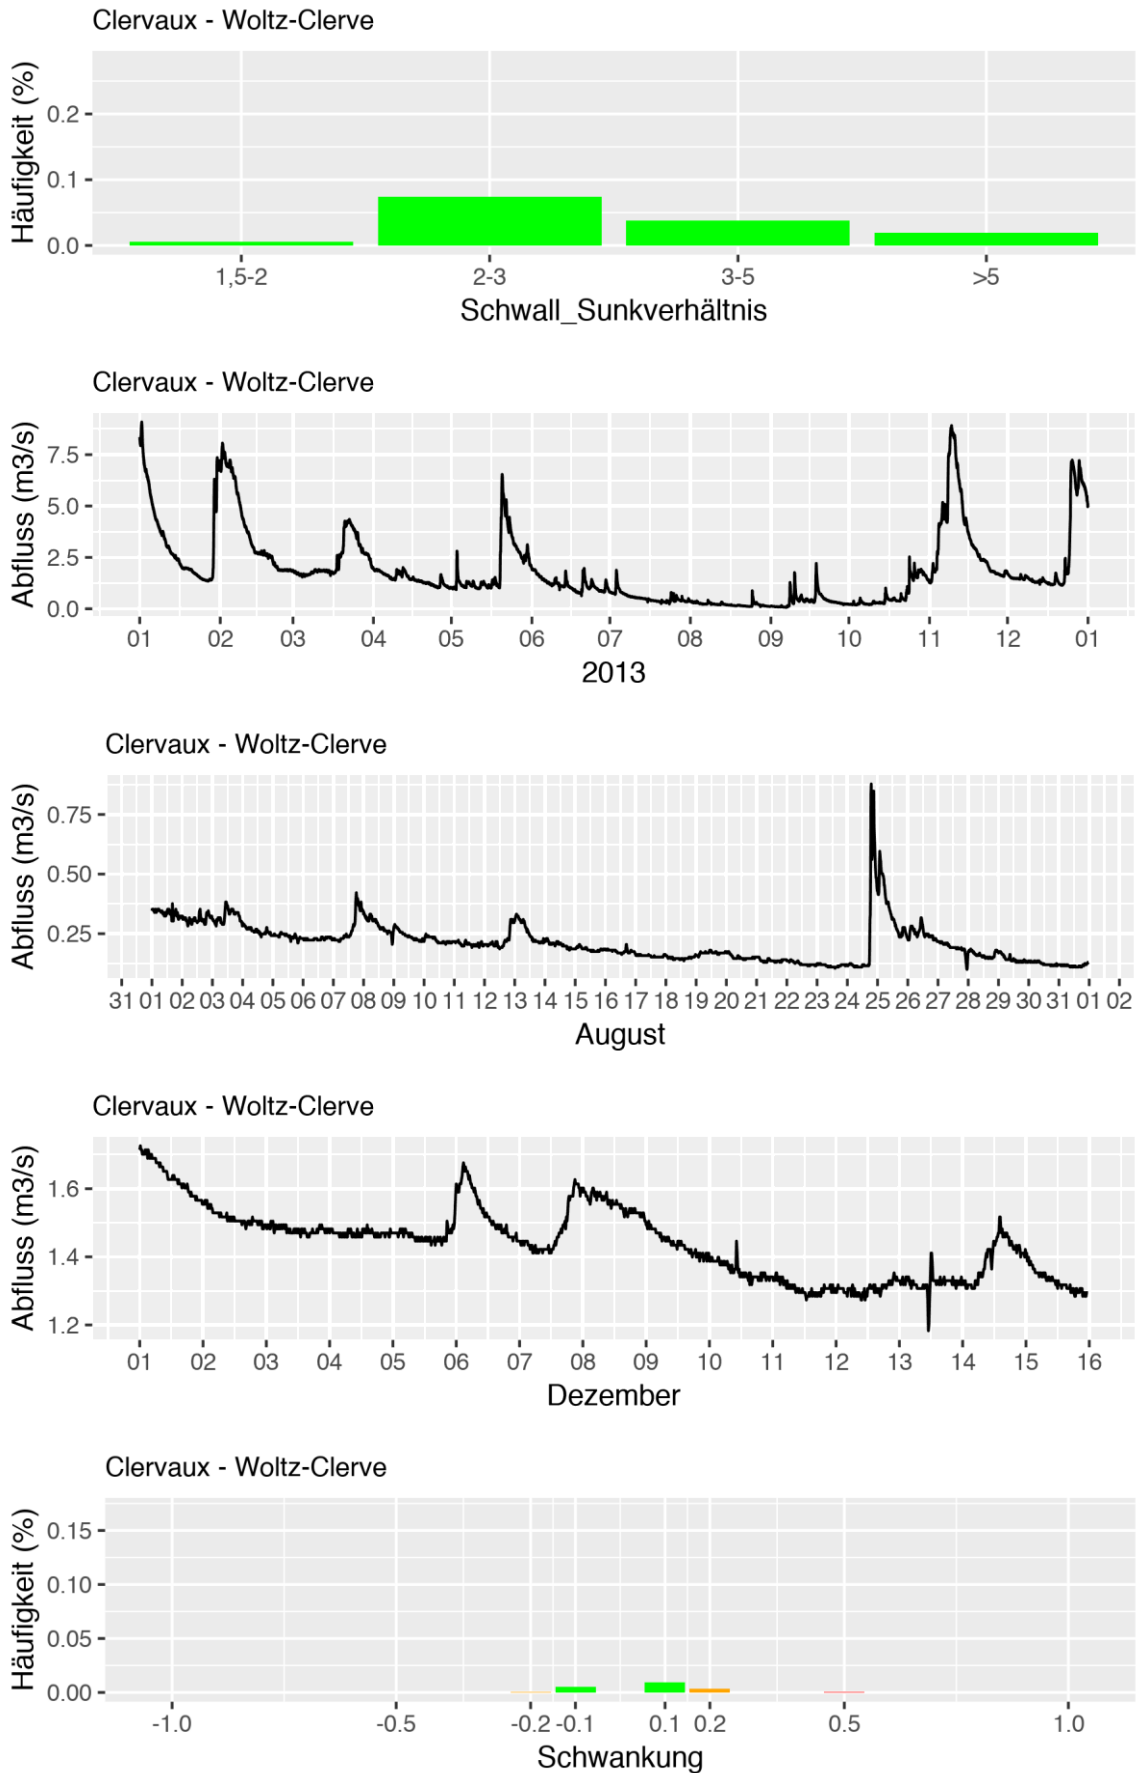 Clervaux - Woltz-Clerve
Häufigkeit (%)
0.2
0.1
0.0
1,5-2 2-3 3-5 >5
Schwall_Sunkverhältnis
Clervaux - Woltz-Clerve
Abfluss (m3/s)
7.5
5.0
2.5
0.0
01 02 03 04 05 06 07 08 09 10 11 12 01
2013
Clervaux - Woltz-Clerve
Abfluss (m3/s)
0.75
0.50
0.25
31 01 02 03 04 05 06 07 08 09 10 11 12 13 14 15 16 17 18 19 20 21 22 23 24 25 26 27 28 29 30 31 01 02
August
Clervaux - Woltz-Clerve
Abfluss (m3/s)
1.6
1.4
1.2
01 02 03 04 05 06 07 08 09 10 11 12 13 14 15 16
Dezember
Clervaux - Woltz-Clerve
Häufigkeit (%)
0.15
0.10
0.05
0.00
-1.0 -0.5 -0.2 -0.1 0.1 0.2 0.5 1.0
Schwankung